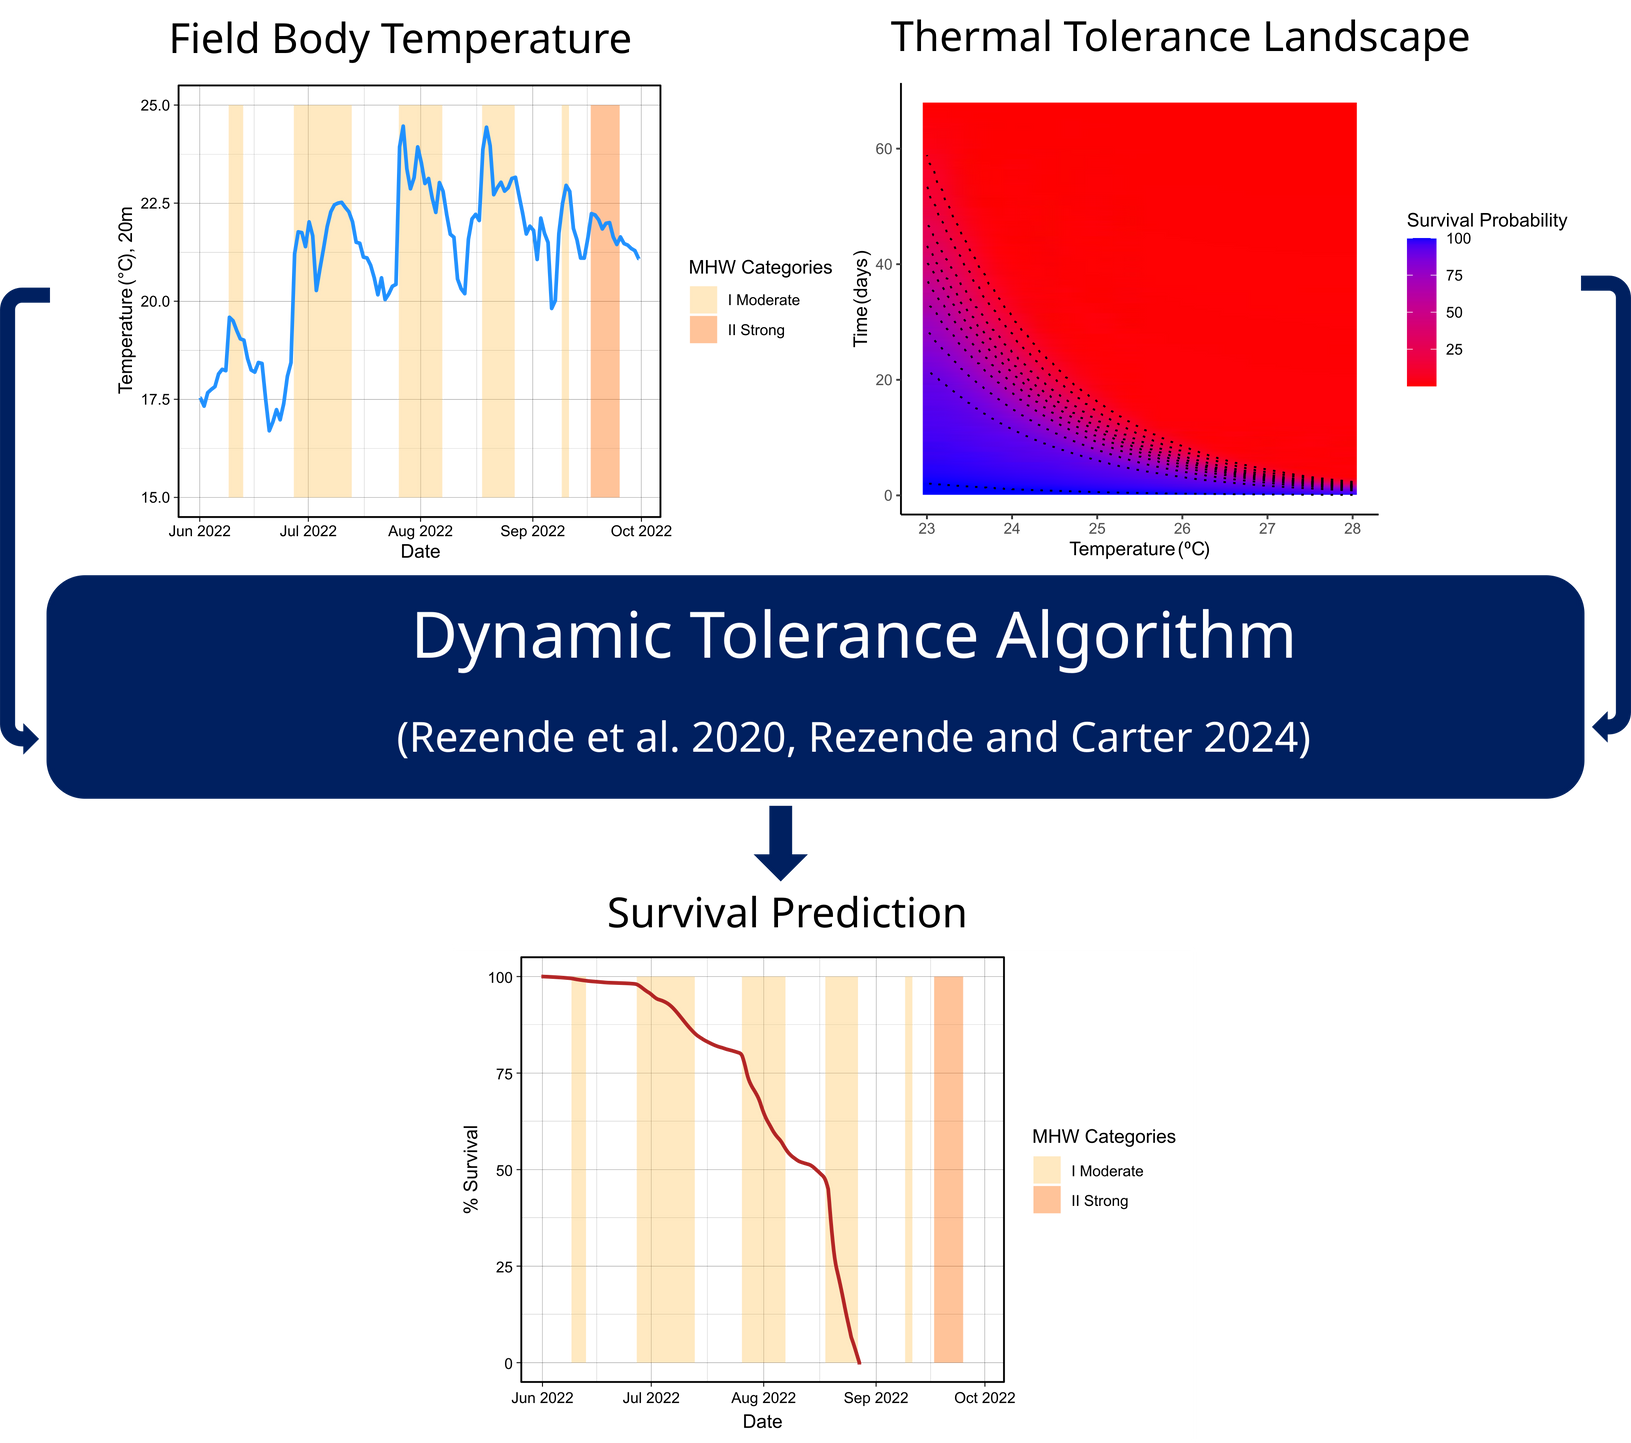 Field Body Temperature
25.0
22.5
20.0
17.5
15.0
Temperature (°C), 20m
Jun 2022
Jul 2022
Aug 2022
Sep 2022
Oct 2022
Date
MHW Categories
I Moderate
II Strong
Thermal Tolerance Landscape
60
40
20
0
Time (days)
23
24
25
26
27
28
Temperature (ºC)
Survival Probability
100
75
50
25
Dynamic Tolerance Algorithm
(Rezende et al. 2020, Rezende and Carter 2024)
Survival Prediction
100
75
50
25
0
% Survival
Jun 2022
Jul 2022
Aug 2022
Sep 2022
Oct 2022
Date
MHW Categories
I Moderate
II Strong